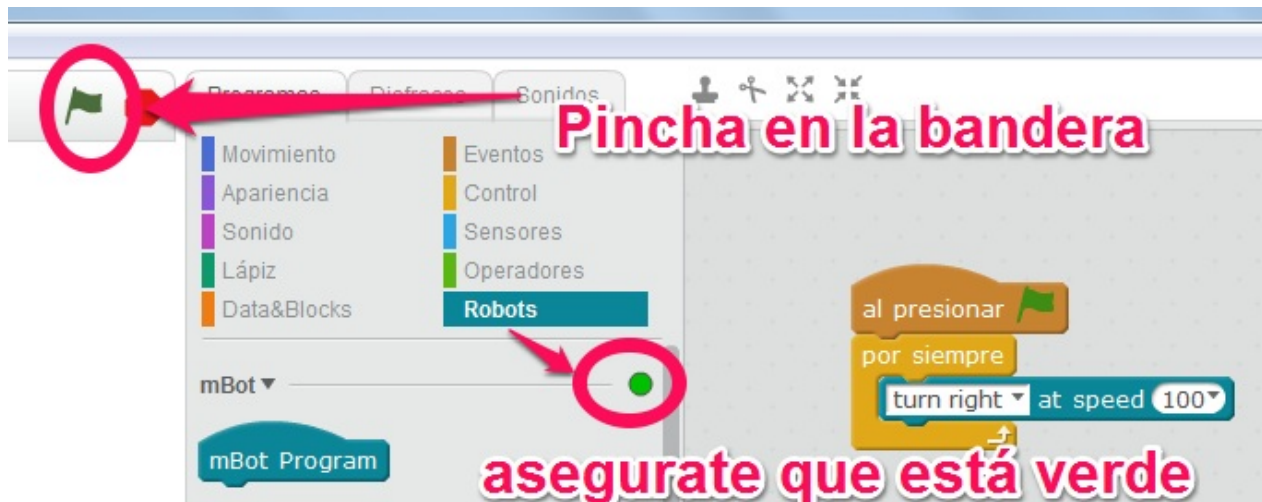 Programas Disfraces Sonidos
Pincha en la bandera
Movimiento Eventos
Apariencia Control
Sonido Sensores
Lápiz Operadores
Data&Blocks Robots
al presionar
por siempre
turn right at speed 100
mBot
mBot Program
asegurate que está verde